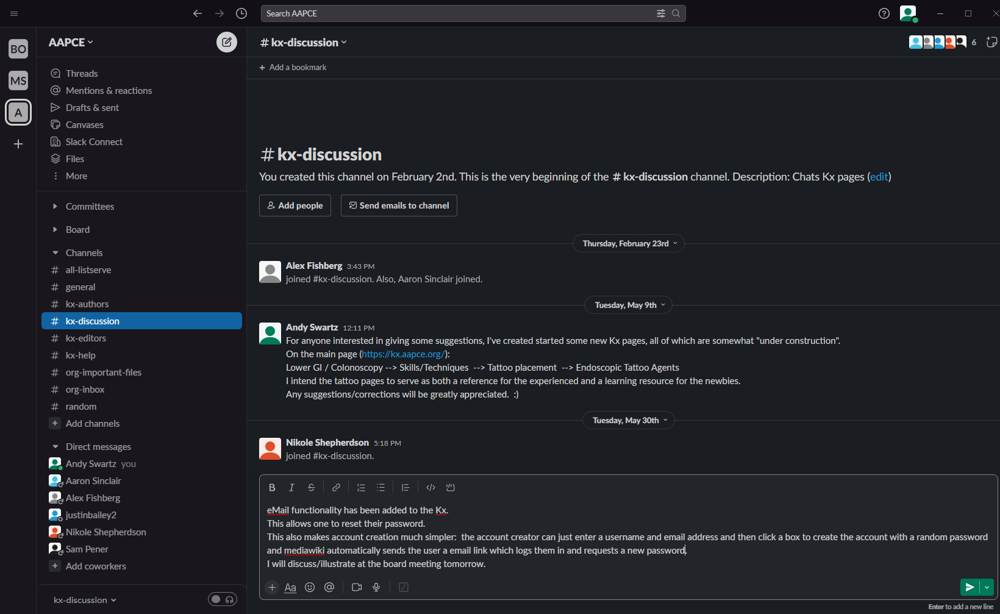 Search AAPCE
BO
MS
A
AAPCE
Threads
Mentions & reactions
Drafts & sent
Canvases
Slack Connect
Files
More
Committees
Board
Channels
# all-listserve
# general
# kx-authors
# kx-discussion
# kx-editors
# kx-help
# org-important-files
# org-inbox
# random
+ Add channels
Direct messages
Andy Swartz you
Aaron Sinclair
Alex Fishberg
justinbailey2
Nikole Shepherdson
Sam Pener
+ Add coworkers
kx-discussion
# kx-discussion
6
+ Add a bookmark
# kx-discussion
You created this channel on February 2nd. This is the very beginning of the # kx-discussion channel. Description: Chats Kx pages (edit)
Add people
Send emails to channel
Thursday, February 23rd
Alex Fishberg 3:43 PM
joined #kx-discussion. Also, Aaron Sinclair joined.
Tuesday, May 9th
Andy Swartz 12:11 PM
For anyone interested in giving some suggestions, I've created started some new Kx pages, all of which are somewhat "under construction".
On the main page (https://kx.aapce.org/):
Lower GI / Colonoscopy --> Skills/Techniques --> Tattoo placement --> Endoscopic Tattoo Agents
I intend the tattoo pages to serve as both a reference for the experienced and a learning resource for the newbies.
Any suggestions/corrections will be greatly appreciated. :)
Tuesday, May 30th
Nikole Shepherdson 5:18 PM
joined #kx-discussion.
B I S
eMail functionality has been added to the Kx.
This allows one to reset their password.
This also makes account creation much simpler: the account creator can just enter a username and email address and then click a box to create the account with a random password
and mediawiki automatically sends the user a email link which logs them in and requests a new password.
I will discuss/illustrate at the board meeting tomorrow.
+ Aa
Enter to add a new line